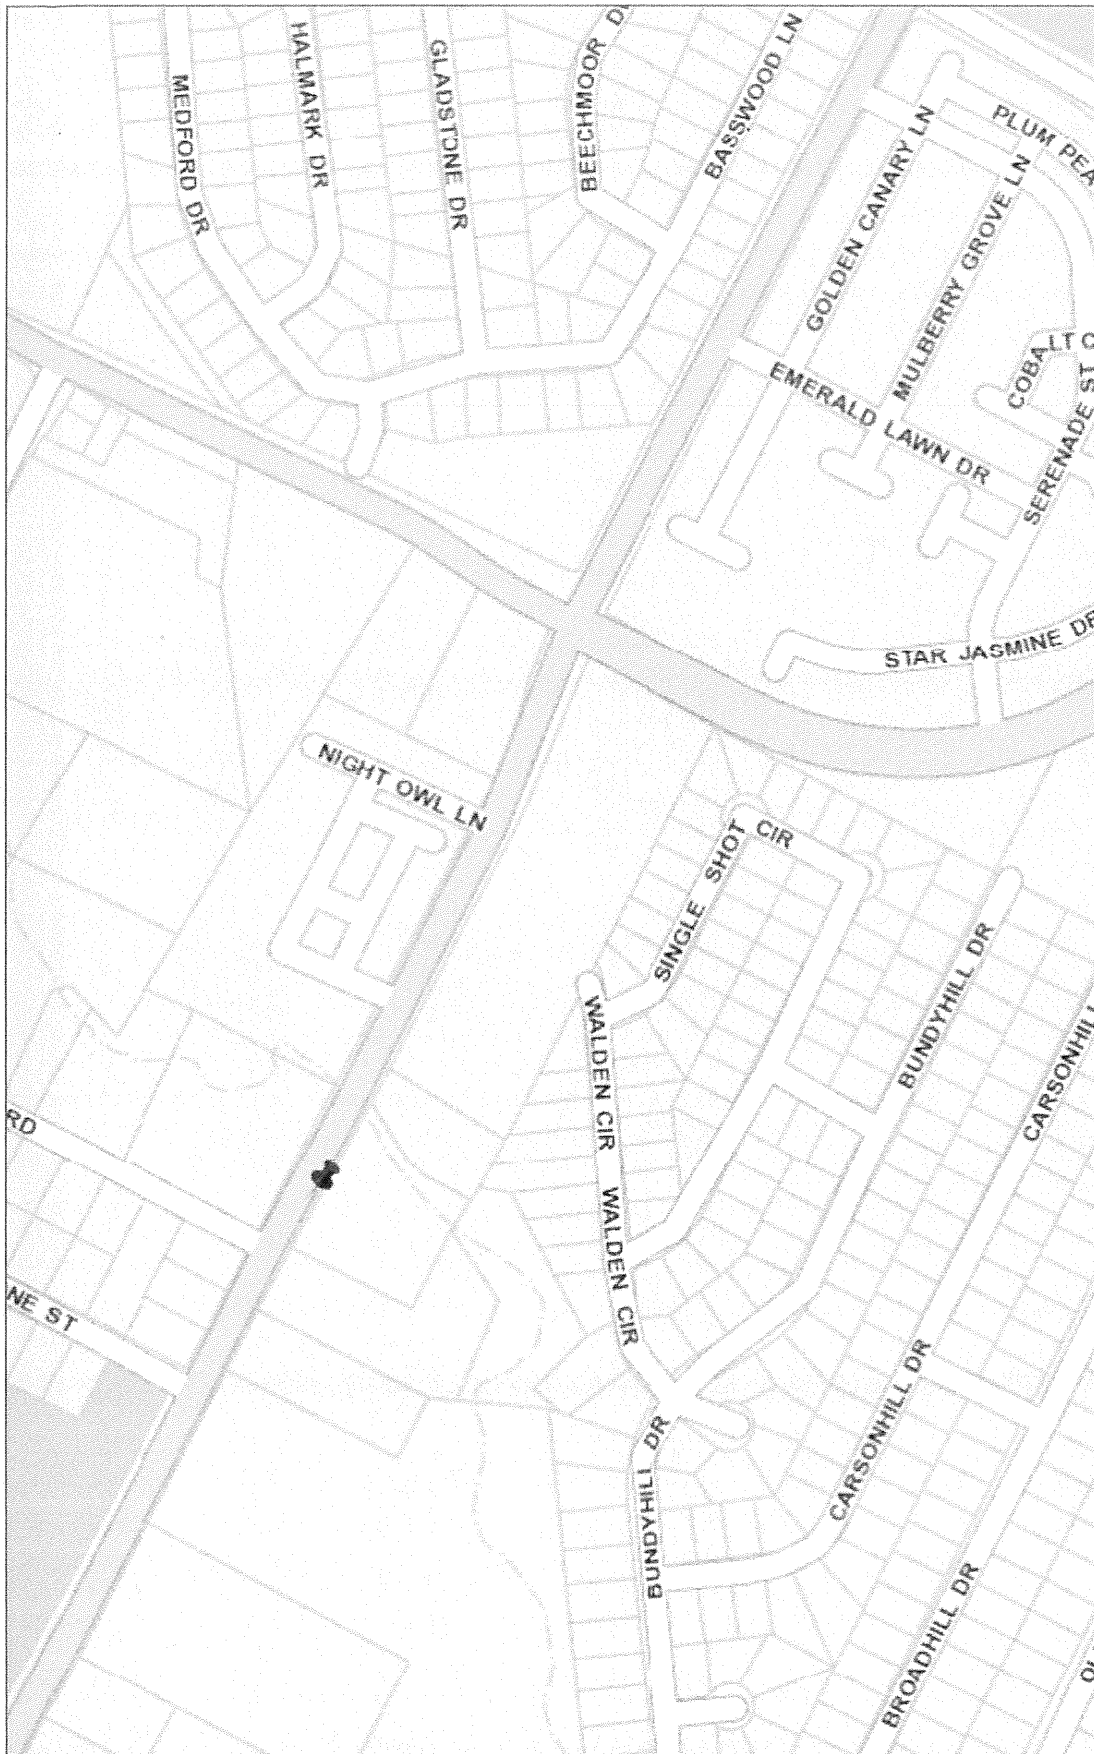 MEDFORD DR
HALMARK DR
GLADSTONE DR
BEECHMOOR
BASSWOOD LN
GOLDEN CANARY LN
PLUM
MULBERRY GROVE LN
COBALT
EMERALD LAWN DR
SERENADE ST
STAR JASMINE DR
NIGHT OWL LN
SINGLE SHOT CIR
WALDEN CIR
BUNDYHILL DR
CARSONHILL
RD
WALDEN CIR
NE ST
BUNDYHILL DR
CARSONHILL DR
BROADHILL DR